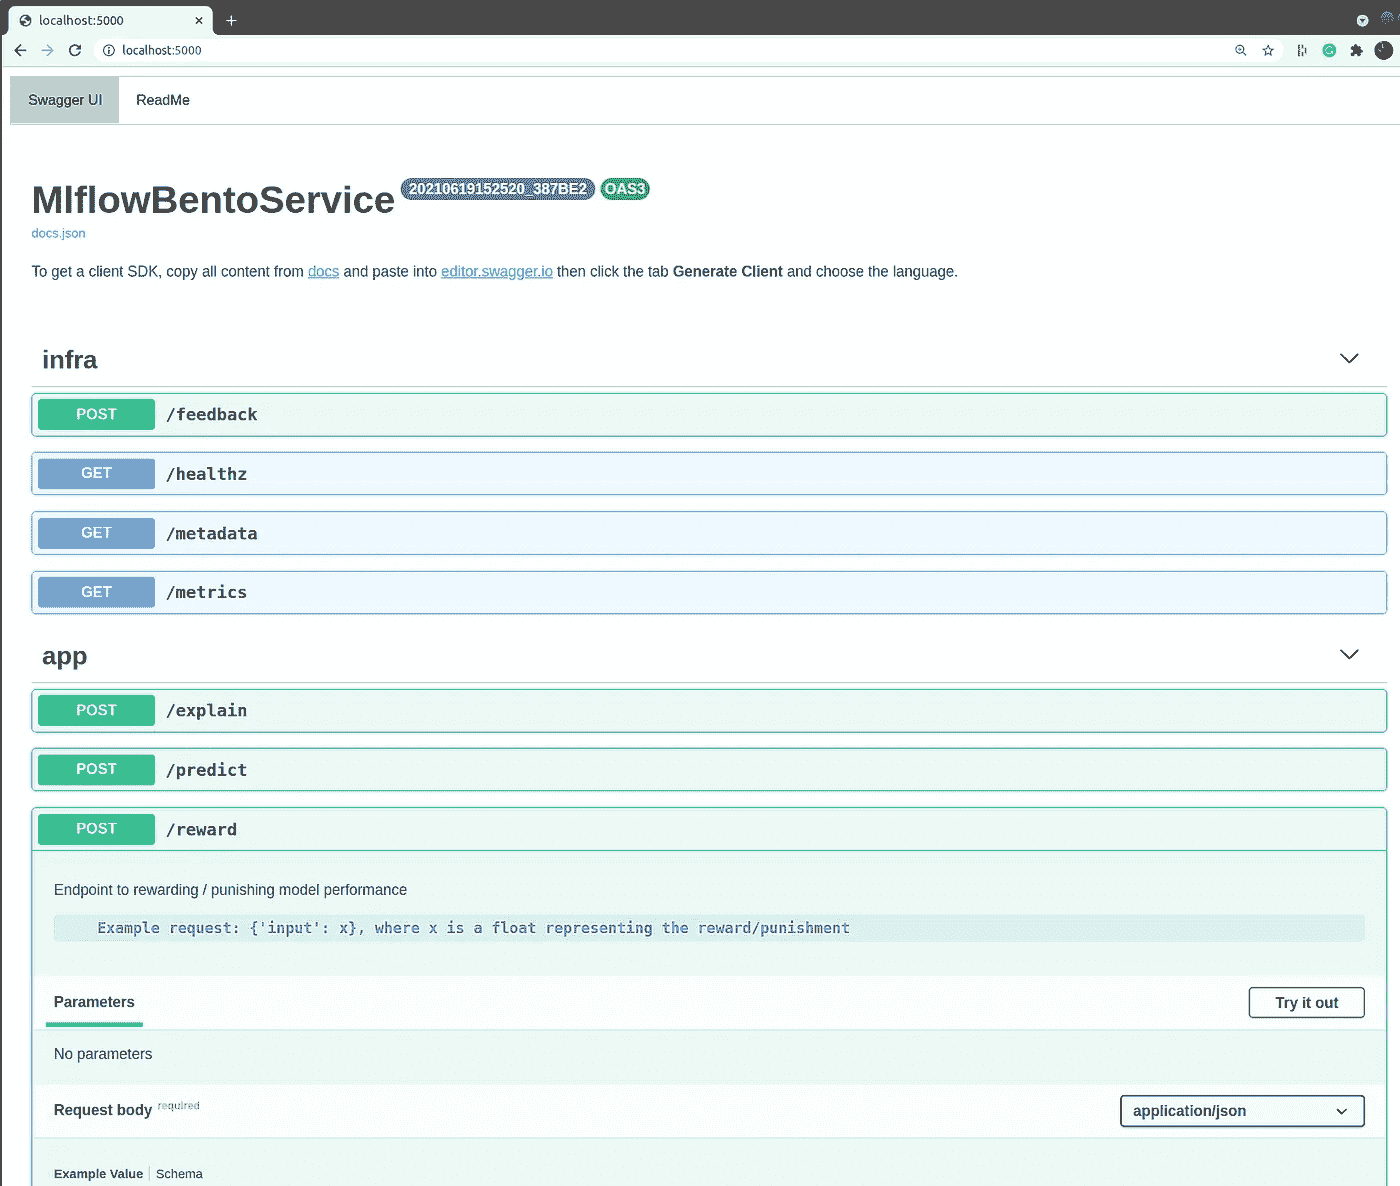 localhost:5000
localhost:5000
Swagger UI ReadMe
MlflowBentoService 20210619152520_387BE2 OAS3
docs.json
To get a client SDK, copy all content from docs and paste into editor.swagger.io then click the tab Generate Client and choose the language.
infra
POST /feedback
GET /healthz
GET /metadata
GET /metrics
app
POST /explain
POST /predict
POST /reward
Endpoint to rewarding / punishing model performance
Example request: {'input': x}, where x is a float representing the reward/punishment
Parameters Try it out
No parameters
Request body required application/json
Example Value Schema